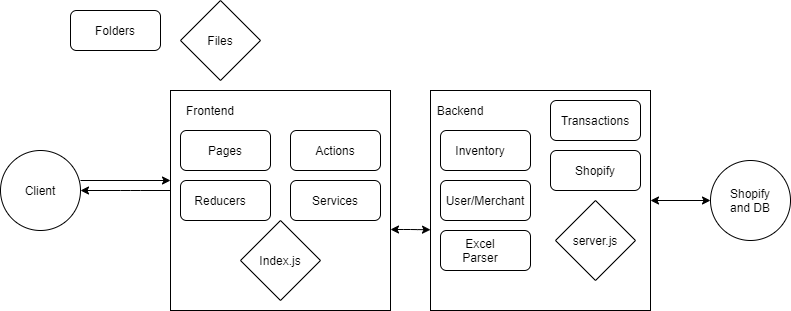 Folders
Files
Frontend
Pages
Actions
Reducers
Services
Index.js
Backend
Transactions
Inventory
Shopify
User/Merchant
Excel
Parser
server.js
Client
Shopify
and DB